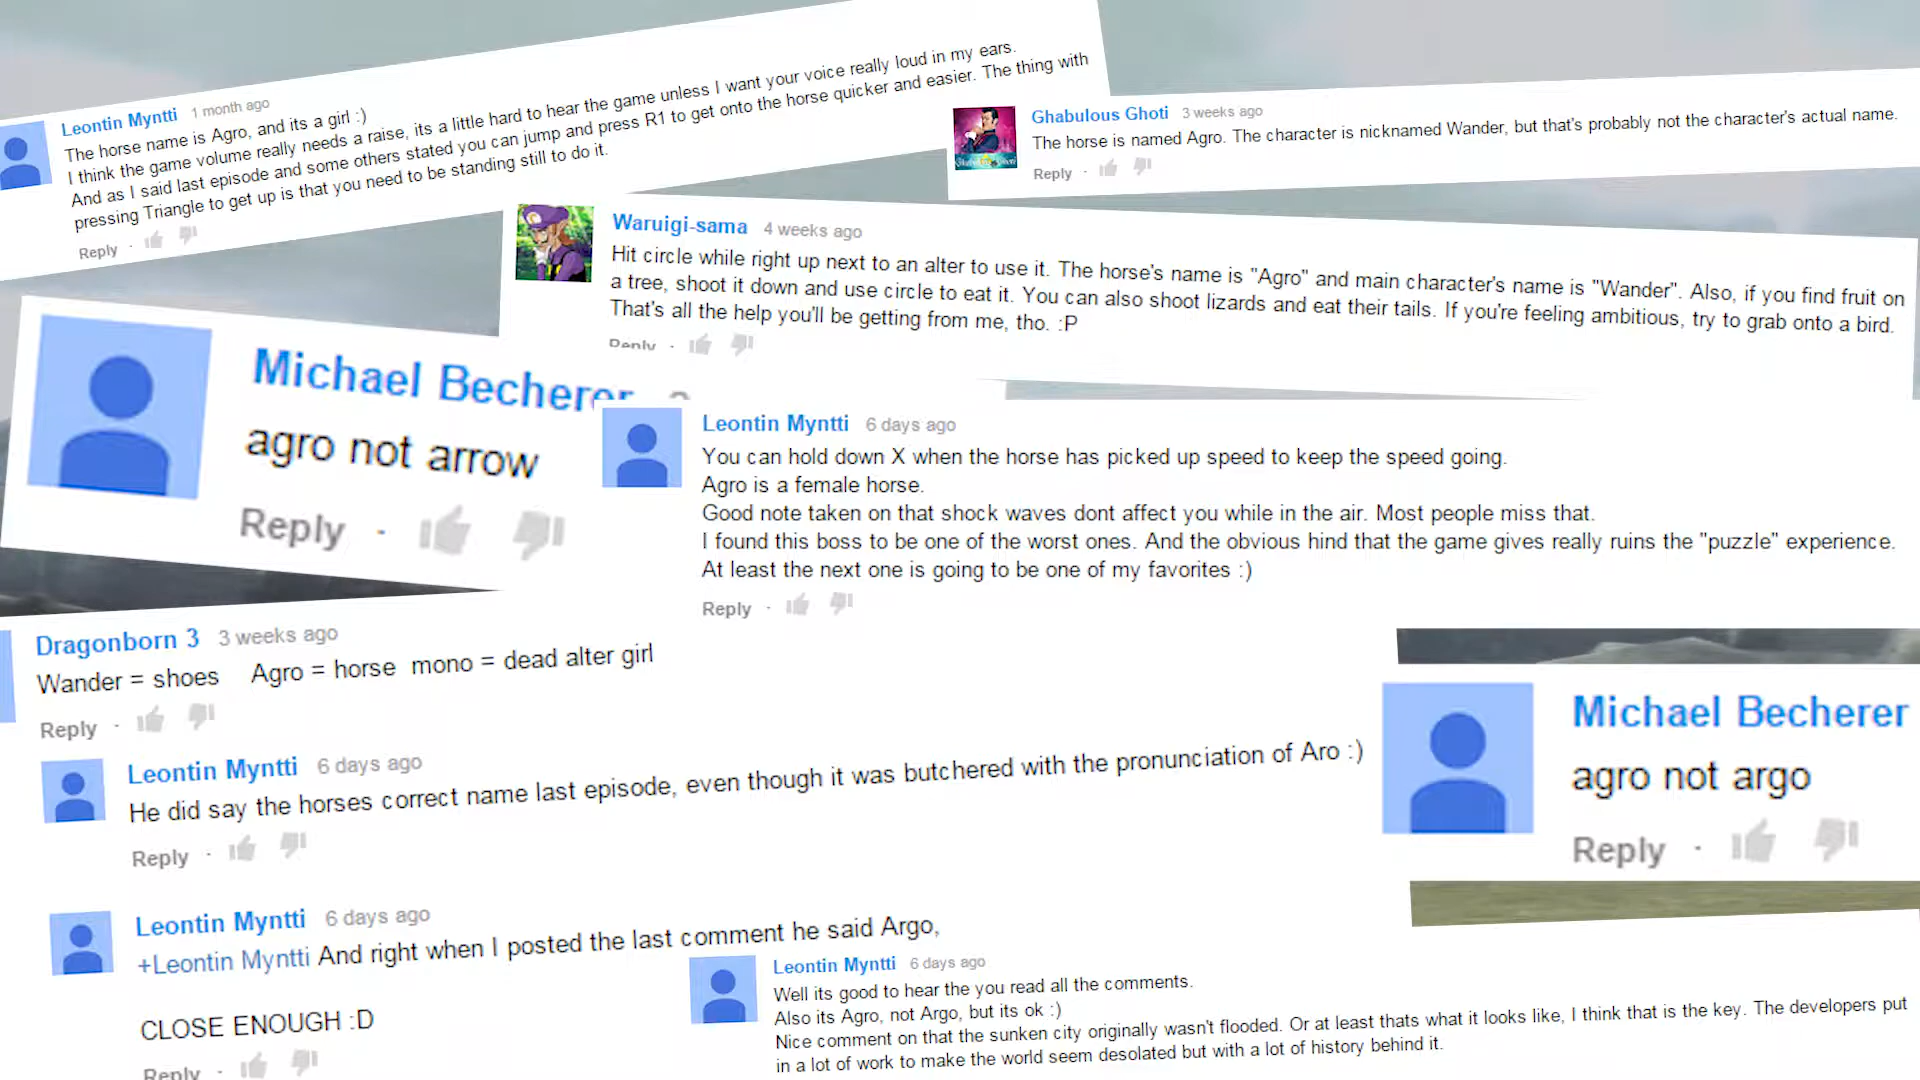 Leontin Myntti 1 month ago
The horse name is Agro, and its a girl :)
I think the game volume really needs a raise, its a little hard to hear the game unless I want your voice really loud in my ears.
And as I said last episode and some others stated you can jump and press R1 to get onto the horse quicker and easier. The thing with
pressing Triangle to get up is that you need to be standing still to do it.
Reply ·
Ghabulous Ghoti 3 weeks ago
The horse is named Agro. The character is nicknamed Wander, but that's probably not the character's actual name.
Reply ·
Waruigi-sama 4 weeks ago
Hit circle while right up next to an alter to use it. The horse's name is "Agro" and main character's name is "Wander". Also, if you find fruit on
a tree, shoot it down and use circle to eat it. You can also shoot lizards and eat their tails. If you're feeling ambitious, try to grab onto a bird.
That's all the help you'll be getting from me, tho. :P
Reply ·
Michael Becherer
agro not arrow
Reply ·
Leontin Myntti 6 days ago
You can hold down X when the horse has picked up speed to keep the speed going.
Agro is a female horse.
Good note taken on that shock waves dont affect you while in the air. Most people miss that.
I found this boss to be one of the worst ones. And the obvious hind that the game gives really ruins the "puzzle" experience.
At least the next one is going to be one of my favorites :)
Reply ·
Dragonborn 3 3 weeks ago
Wander = shoes Agro = horse mono = dead alter girl
Reply ·
Leontin Myntti 6 days ago
He did say the horses correct name last episode, even though it was butchered with the pronunciation of Aro :)
Reply ·
Michael Becherer
agro not argo
Reply ·
Leontin Myntti 6 days ago
+Leontin Myntti And right when I posted the last comment he said Argo,
CLOSE ENOUGH :D
Reply ·
Leontin Myntti 6 days ago
Well its good to hear the you read all the comments.
Also its Agro, not Argo, but its ok :)
Nice comment on that the sunken city originally wasn't flooded. Or at least thats what it looks like, I think that is the key. The developers put
in a lot of work to make the world seem desolated but with a lot of history behind it.